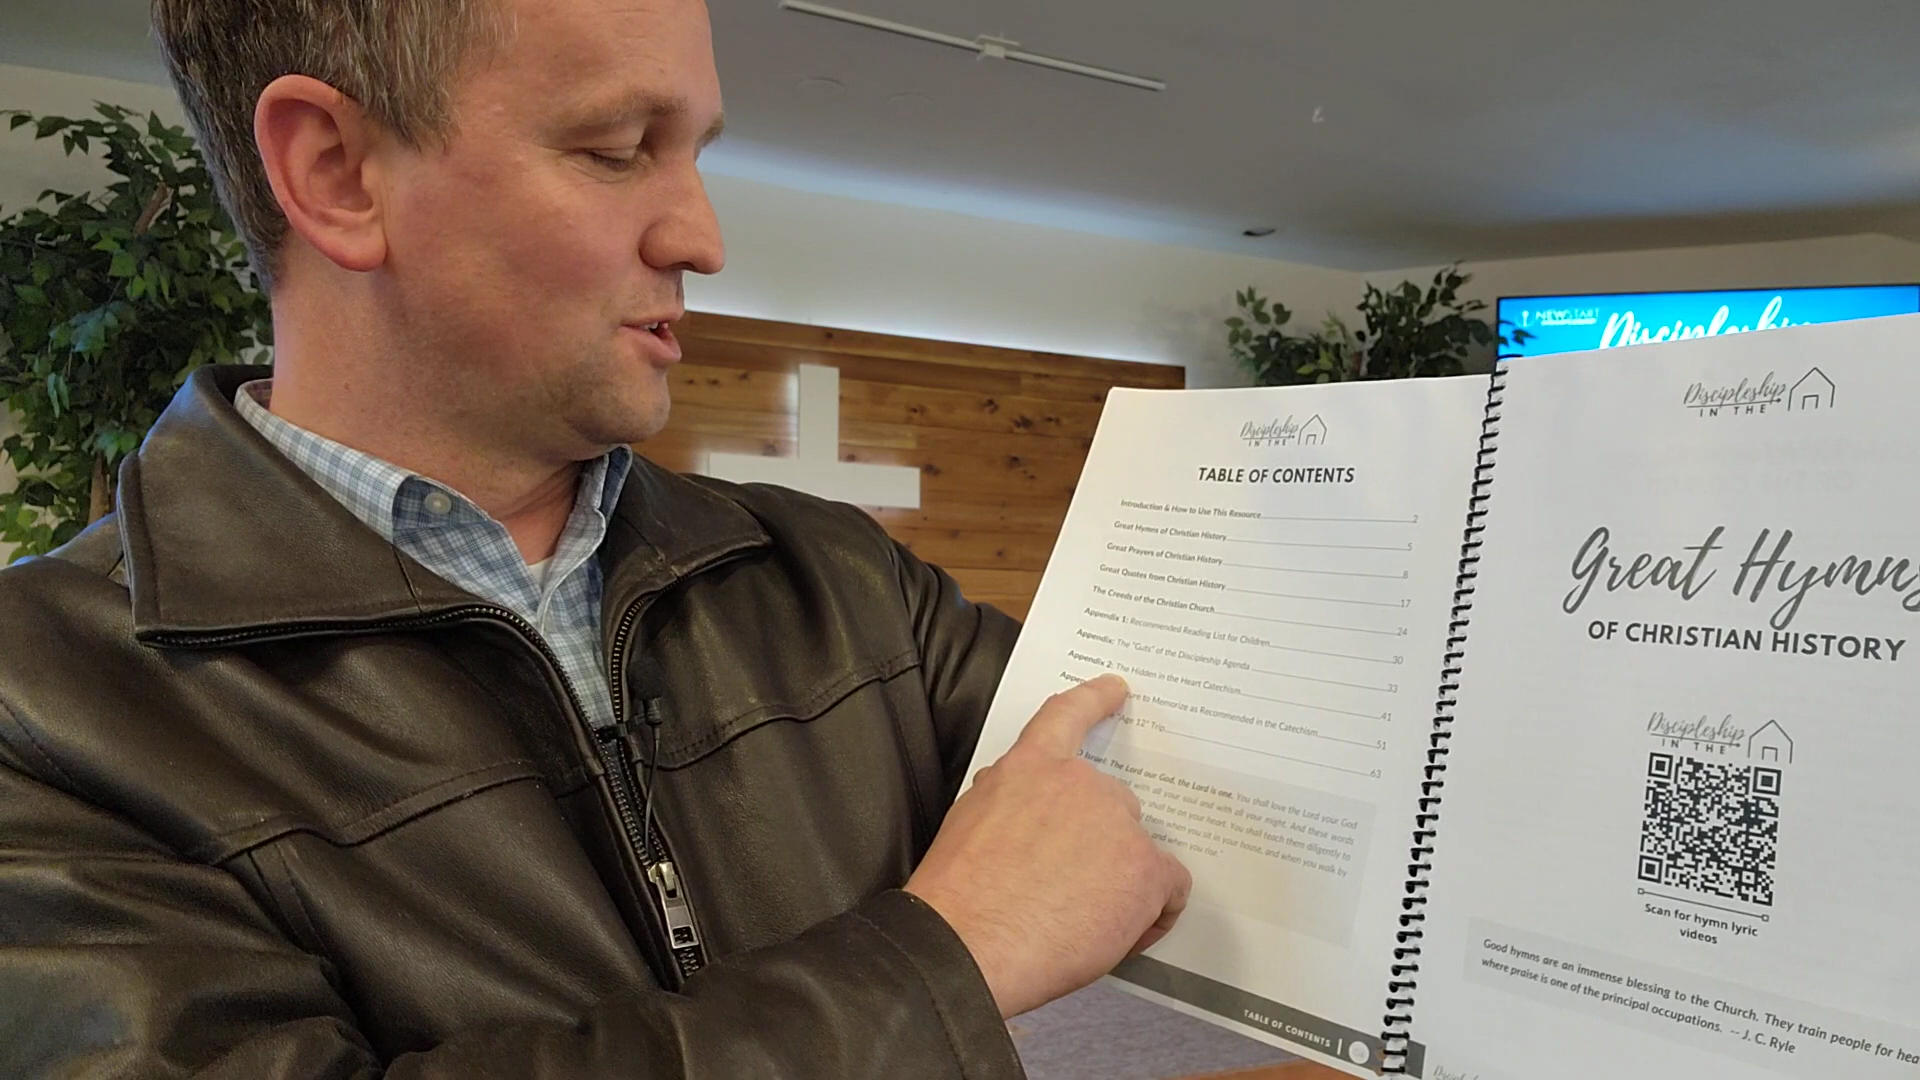 NEWSTART
Discipleship
Discipleship
IN THE
TABLE OF CONTENTS
Introduction & How to Use This Resource 2
Great Hymns of Christian History 5
Great Prayers of Christian History 8
Great Quotes from Christian History 17
The Creeds of the Christian Church 24
Appendix 1: Recommended Reading List for Children 30
Appendix: The "Guts" of the Discipleship Agenda 33
Appendix 2: The Hidden in the Heart Catechism 41
to Memorize as Recommended in the Catechism 51
"Age 12" Trip 63
Israel: The Lord our God, the Lord is one. You shall love the Lord your God
and with all your soul and with all your might. And these words
shall be on your heart. You shall teach them diligently to
them when you sit in your house, and when you walk by
and when you rise."
TABLE OF CONTENTS |
Discipleship
IN THE
Great Hymns
OF CHRISTIAN HISTORY
Discipleship
IN THE
Scan for hymn lyric
videos
Good hymns are an immense blessing to the Church. They train people for hea
where praise is one of the principal occupations. -- J. C. Ryle